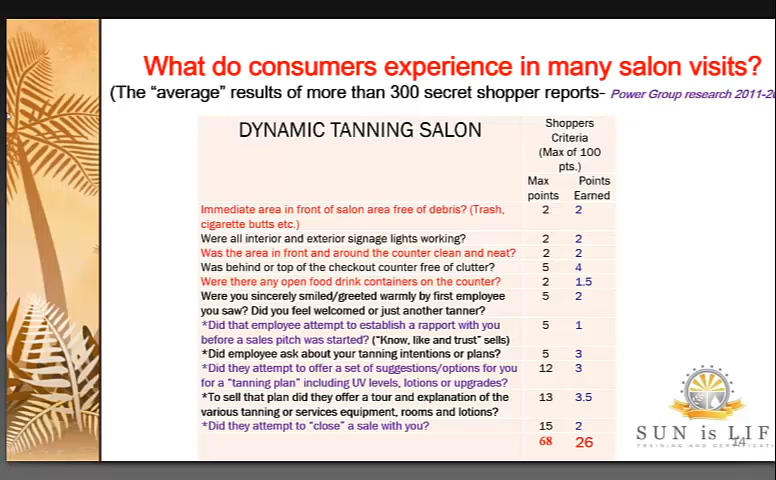 What do consumers experience in many salon visits?
(The “average” results of more than 300 secret shopper reports- Power Group research 2011-20
DYNAMIC TANNING SALON
Shoppers
Criteria
(Max of 100
pts.)
Max Points
points Earned
Immediate area in front of salon area free of debris? (Trash, 2 2
cigarette butts etc.)
Were all interior and exterior signage lights working? 2 2
Was the area in front and around the counter clean and neat? 2 2
Was behind or top of the checkout counter free of clutter? 5 4
Were there any open food drink containers on the counter? 2 1.5
Were you sincerely smiled/greeted warmly by first employee 5 2
you saw? Did you feel welcomed or just another tanner?
*Did that employee attempt to establish a rapport with you 5 1
before a sales pitch was started? (“Know, like and trust” sells)
*Did employee ask about your tanning intentions or plans? 5 3
*Did they attempt to offer a set of suggestions/options for you 12 3
for a “tanning plan” including UV levels, lotions or upgrades?
*To sell that plan did they offer a tour and explanation of the 13 3.5
various tanning or services equipment, rooms and lotions?
*Did they attempt to “close” a sale with you? 15 2
68 26
SUN is LIF
14
TRAINING AND CERTIFICAT